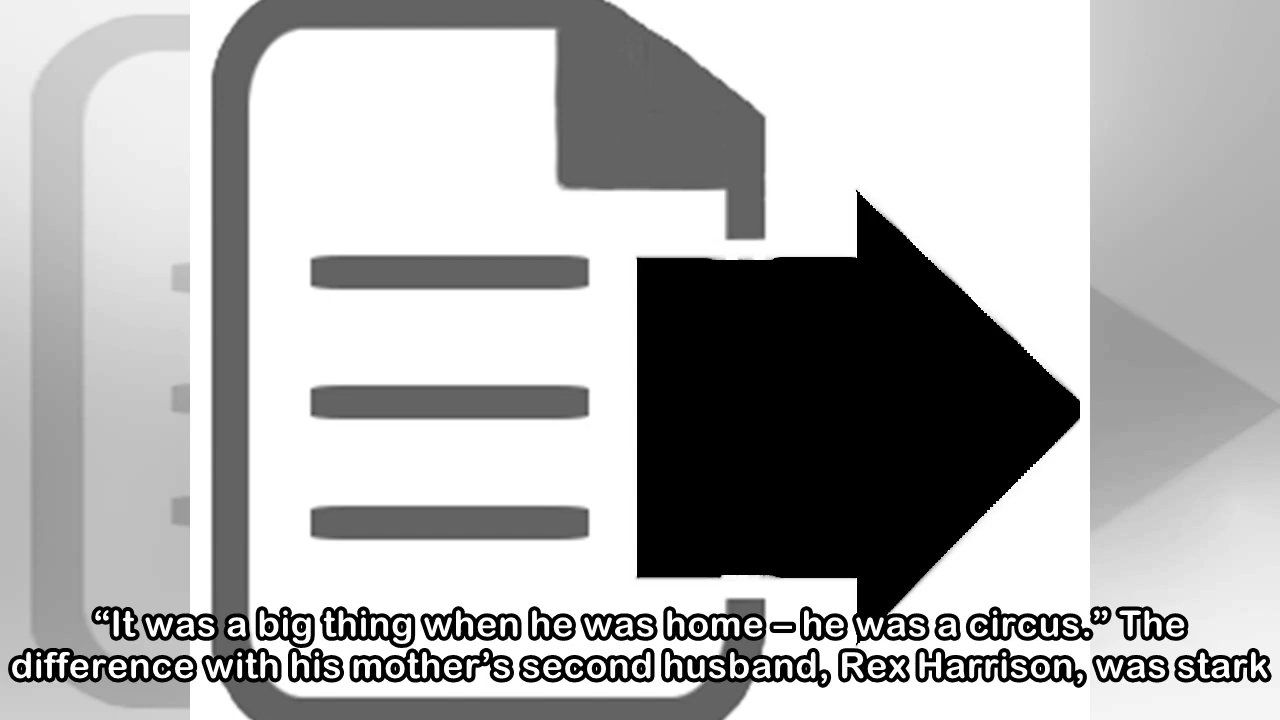 “It was a big thing when he was home – he was a circus.” The
difference with his mother’s second husband, Rex Harrison, was stark